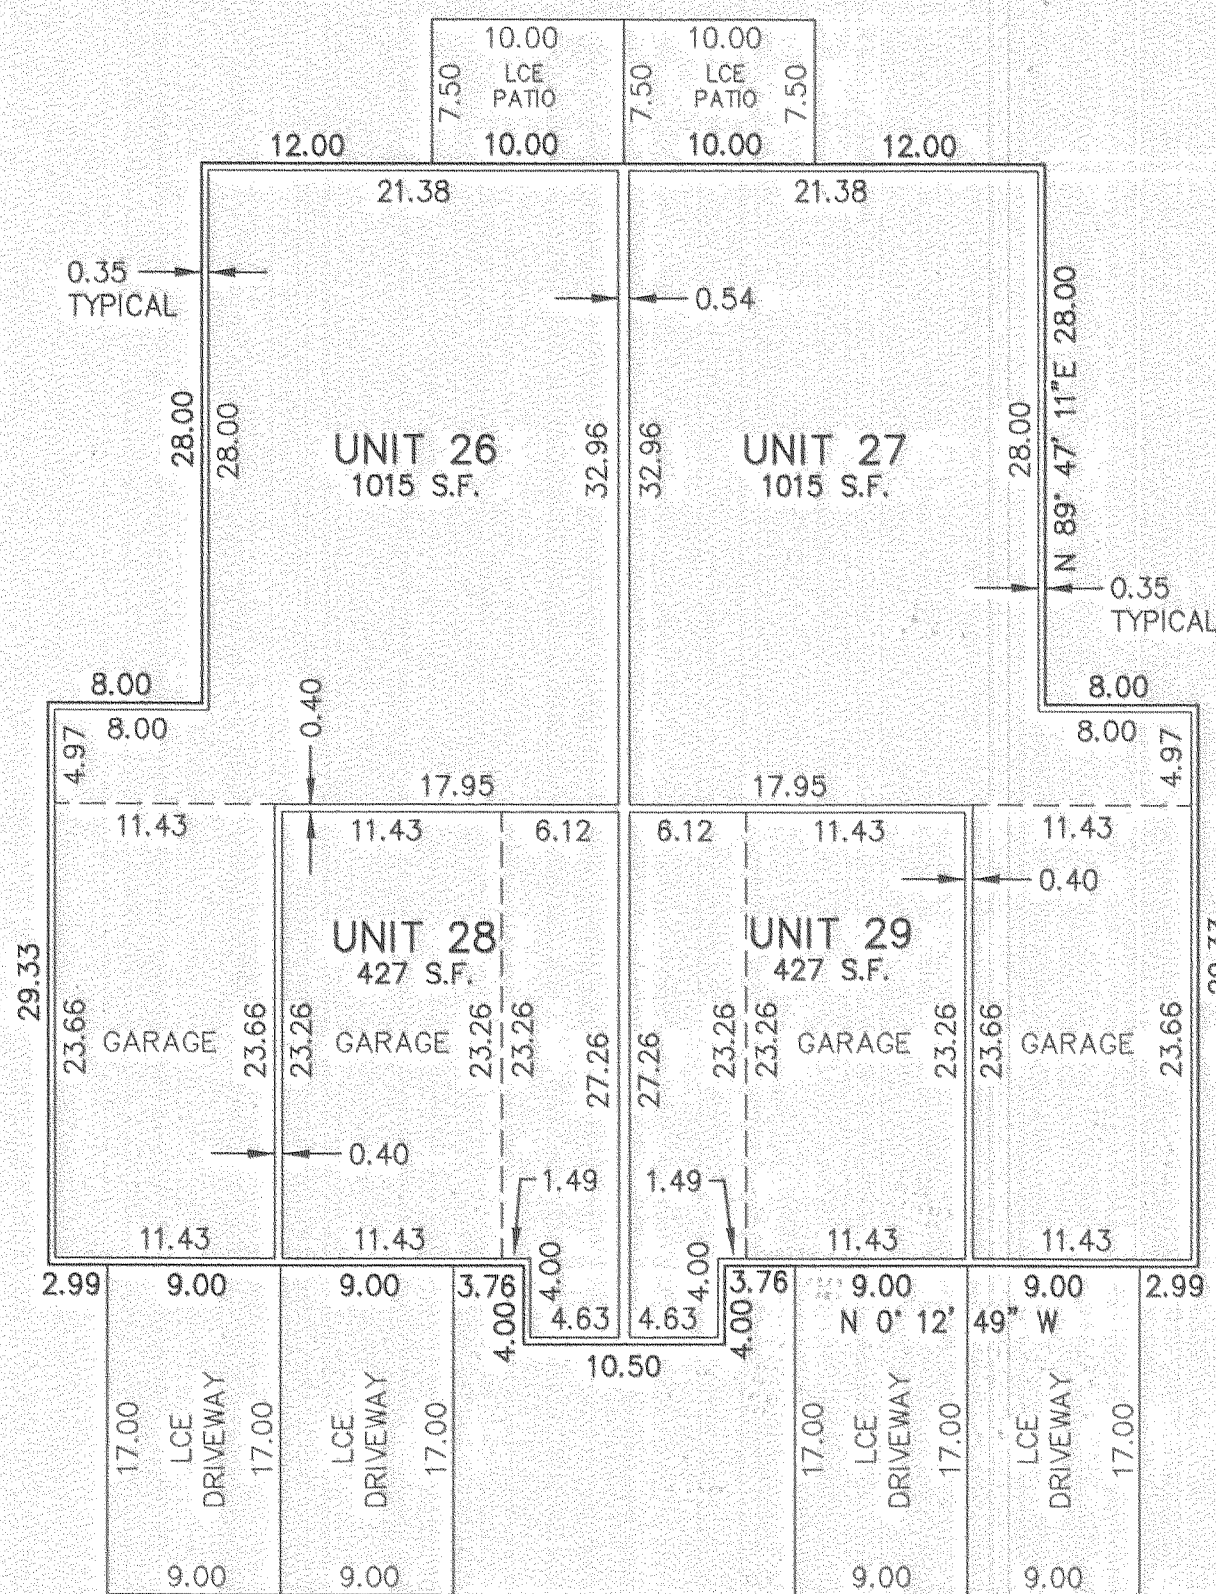 10.00 10.00
7.50 LCE PATIO 7.50 LCE PATIO 7.50
12.00 10.00 10.00 12.00
21.38 21.38
0.35 TYPICAL
0.54
28.00 28.00
UNIT 26
1015 S.F.
32.96 32.96
UNIT 27
1015 S.F.
28.00
N 89° 47' 11"E 28.00
0.35
TYPICAL
8.00 8.00
8.00 0.40 8.00
4.97 4.97
17.95 17.95
11.43 11.43 6.12 6.12 11.43 11.43
0.40
UNIT 28
427 S.F.
UNIT 29
427 S.F.
29.33
23.66 GARAGE 23.66 23.26 GARAGE 23.26 23.26 27.26 27.26 23.26 23.26 GARAGE 23.26 23.66 GARAGE 23.66
0.40
1.49 1.49
11.43 11.43 4.00 4.00 11.43 11.43
2.99 9.00 9.00 3.76 3.76 9.00 9.00 2.99
4.00 4.63 4.63 4.00
N 0° 12' 49" W
10.50
17.00 LCE DRIVEWAY 17.00 LCE DRIVEWAY 17.00
17.00 LCE DRIVEWAY 17.00 LCE DRIVEWAY 17.00
9.00 9.00 9.00 9.00